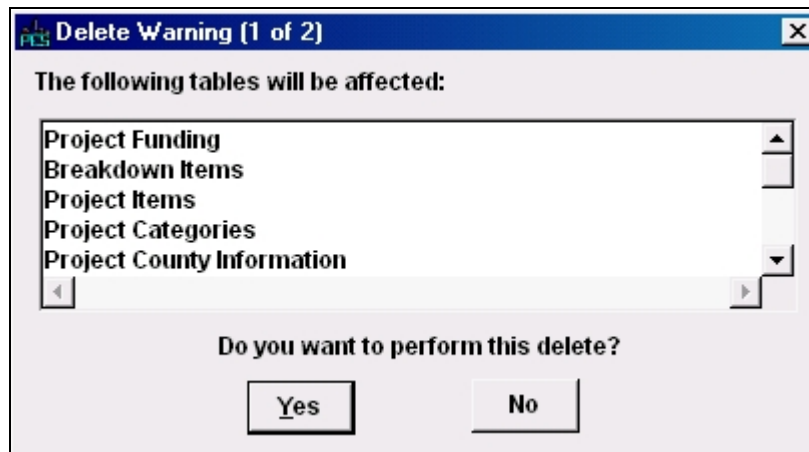 PES Delete Warning (1 of 2)
The following tables will be affected:
Project Funding
Breakdown Items
Project Items
Project Categories
Project County Information
Do you want to perform this delete?
Yes No